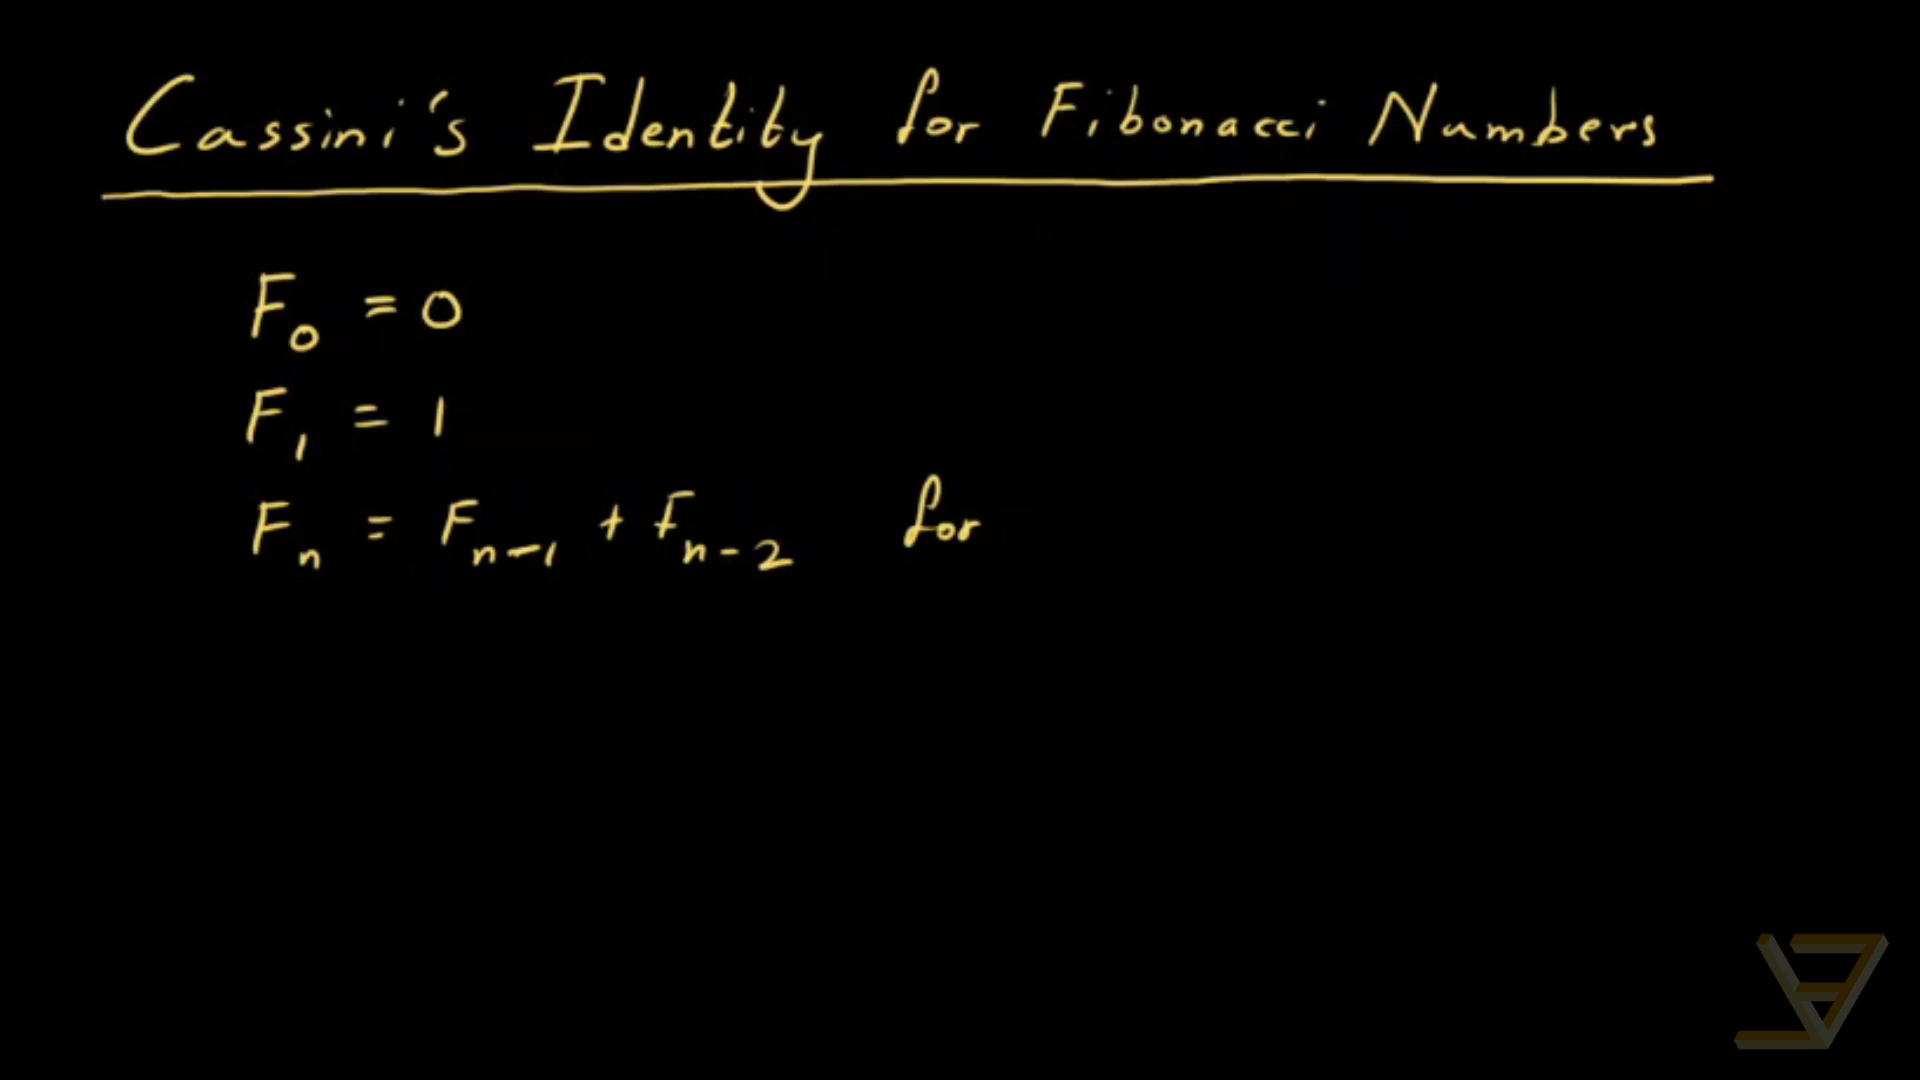 Cassini's Identity for Fibonacci Numbers
F₀ = 0
F₁ = 1
Fₙ = Fₙ₋₁ + Fₙ₋₂ for